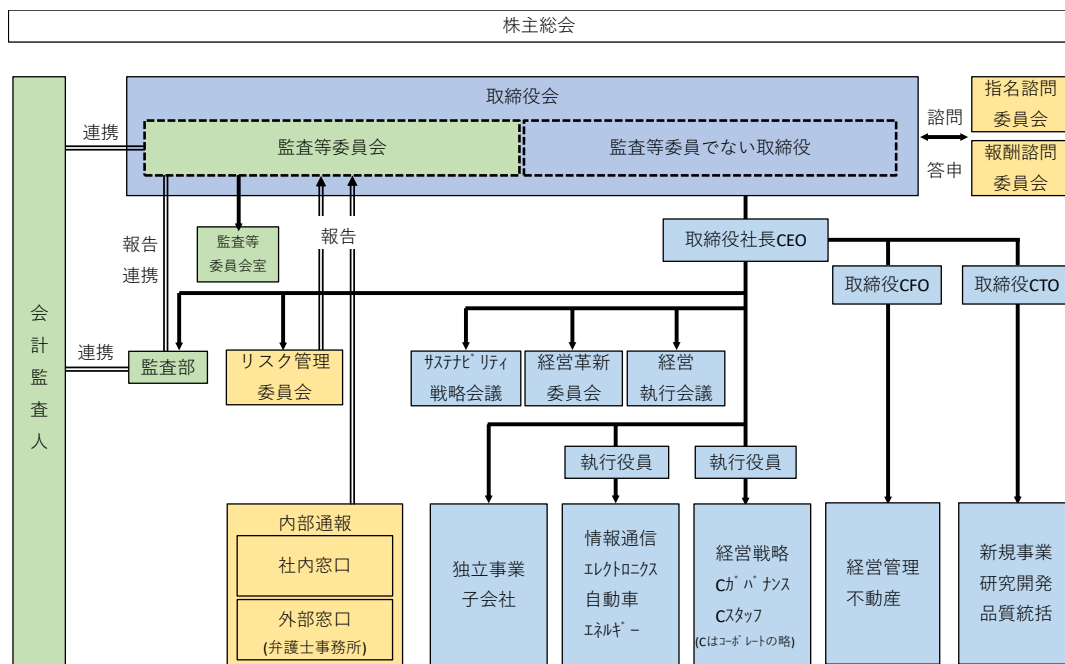 株主総会
取締役会
指名諮問
委員会
連携
諮問
監査等委員会
監査等委員でない取締役
報酬諮問
委員会
答申
監査等
委員会室
報告
連携
報告
取締役社長CEO
取締役CFO
取締役CTO
会計監査人
連携
監査部
リスク管理
委員会
ｻｽﾃﾅﾋﾞﾘﾃｨ
戦略会議
経営革新
委員会
経営
執行会議
執行役員
執行役員
内部通報
社内窓口
外部窓口
(弁護士事務所)
独立事業
子会社
情報通信
ｴﾚｸﾄﾛﾆｸｽ
自動車
ｴﾈﾙｷﾞｰ
経営戦略
Cｶﾞﾊﾞﾅﾝｽ
Cｽﾀｯﾌ
(Cはｺｰﾎﾟﾚｰﾄの略)
経営管理
不動産
新規事業
研究開発
品質統括